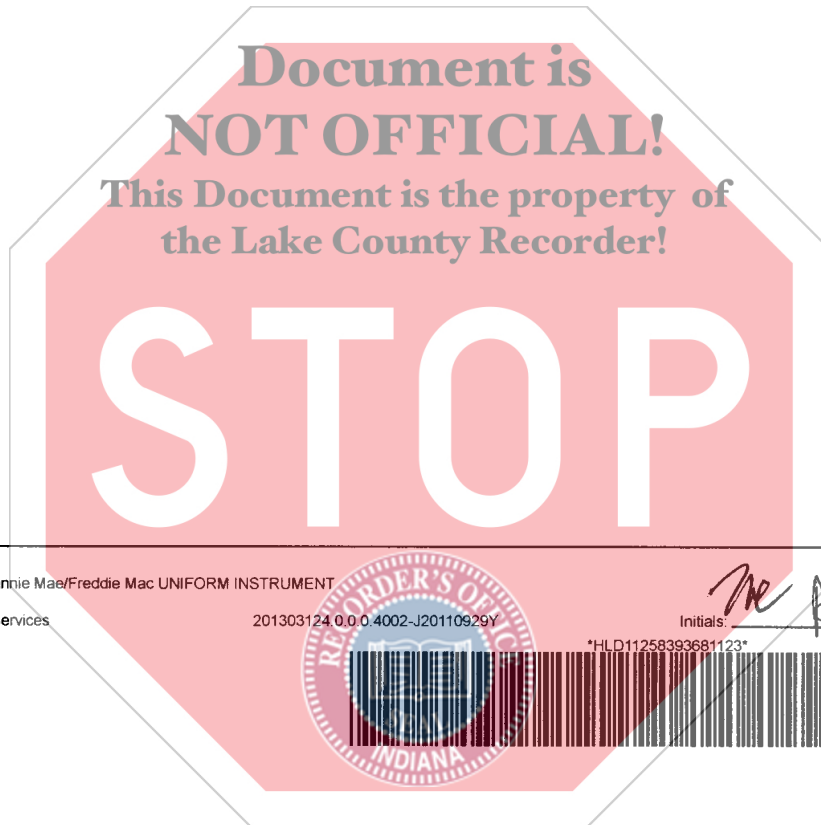 Document is
NOT OFFICIAL!
This Document is the property of
the Lake County Recorder!
STOP
nnie Mae/Freddie Mac UNIFORM INSTRUMENT
ervices
201303124.0.0.0.4002-J20110929Y
Initials:
*HLD11258393681123*
RECORDER'S OFFICE
SEAL
INDIANA